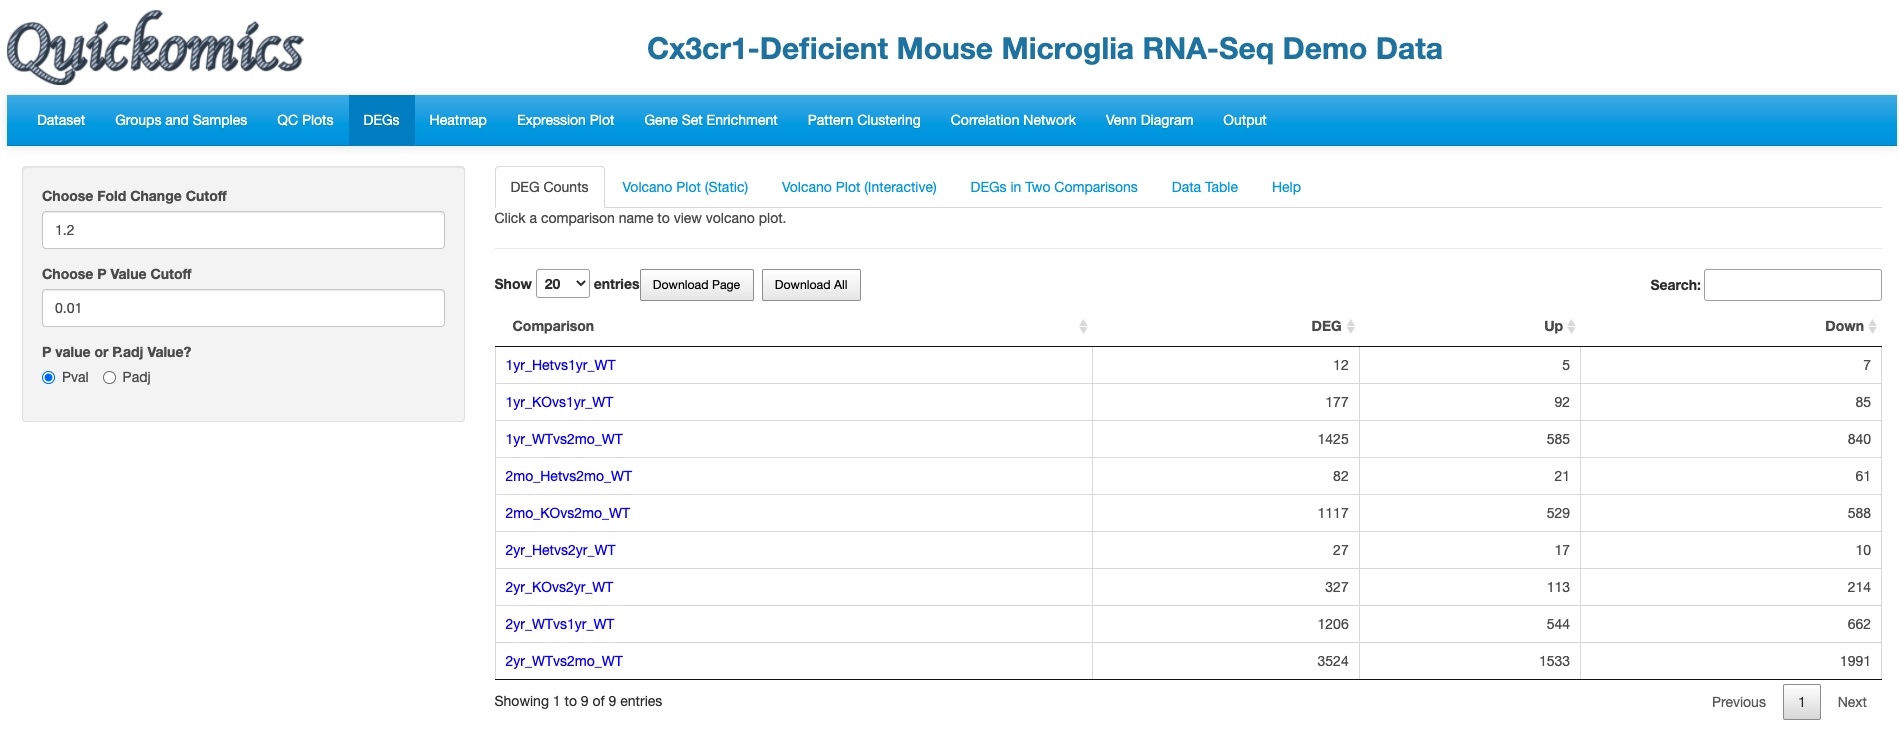 Quickomics
Cx3cr1-Deficient Mouse Microglia RNA-Seq Demo Data
Dataset Groups and Samples QC Plots DEGs Heatmap Expression Plot Gene Set Enrichment Pattern Clustering Correlation Network Venn Diagram Output
Choose Fold Change Cutoff
1.2
Choose P Value Cutoff
0.01
P value or P.adj Value?
Pval Padj
DEG Counts Volcano Plot (Static) Volcano Plot (Interactive) DEGs in Two Comparisons Data Table Help
Click a comparison name to view volcano plot.
Show 20 entries Download Page Download All Search:
Comparison DEG Up Down
1yr_Hetvs1yr_WT 12 5 7
1yr_KOvs1yr_WT 177 92 85
1yr_WTvs2mo_WT 1425 585 840
2mo_Hetvs2mo_WT 82 21 61
2mo_KOvs2mo_WT 1117 529 588
2yr_Hetvs2yr_WT 27 17 10
2yr_KOvs2yr_WT 327 113 214
2yr_WTvs1yr_WT 1206 544 662
2yr_WTvs2mo_WT 3524 1533 1991
Showing 1 to 9 of 9 entries Previous 1 Next